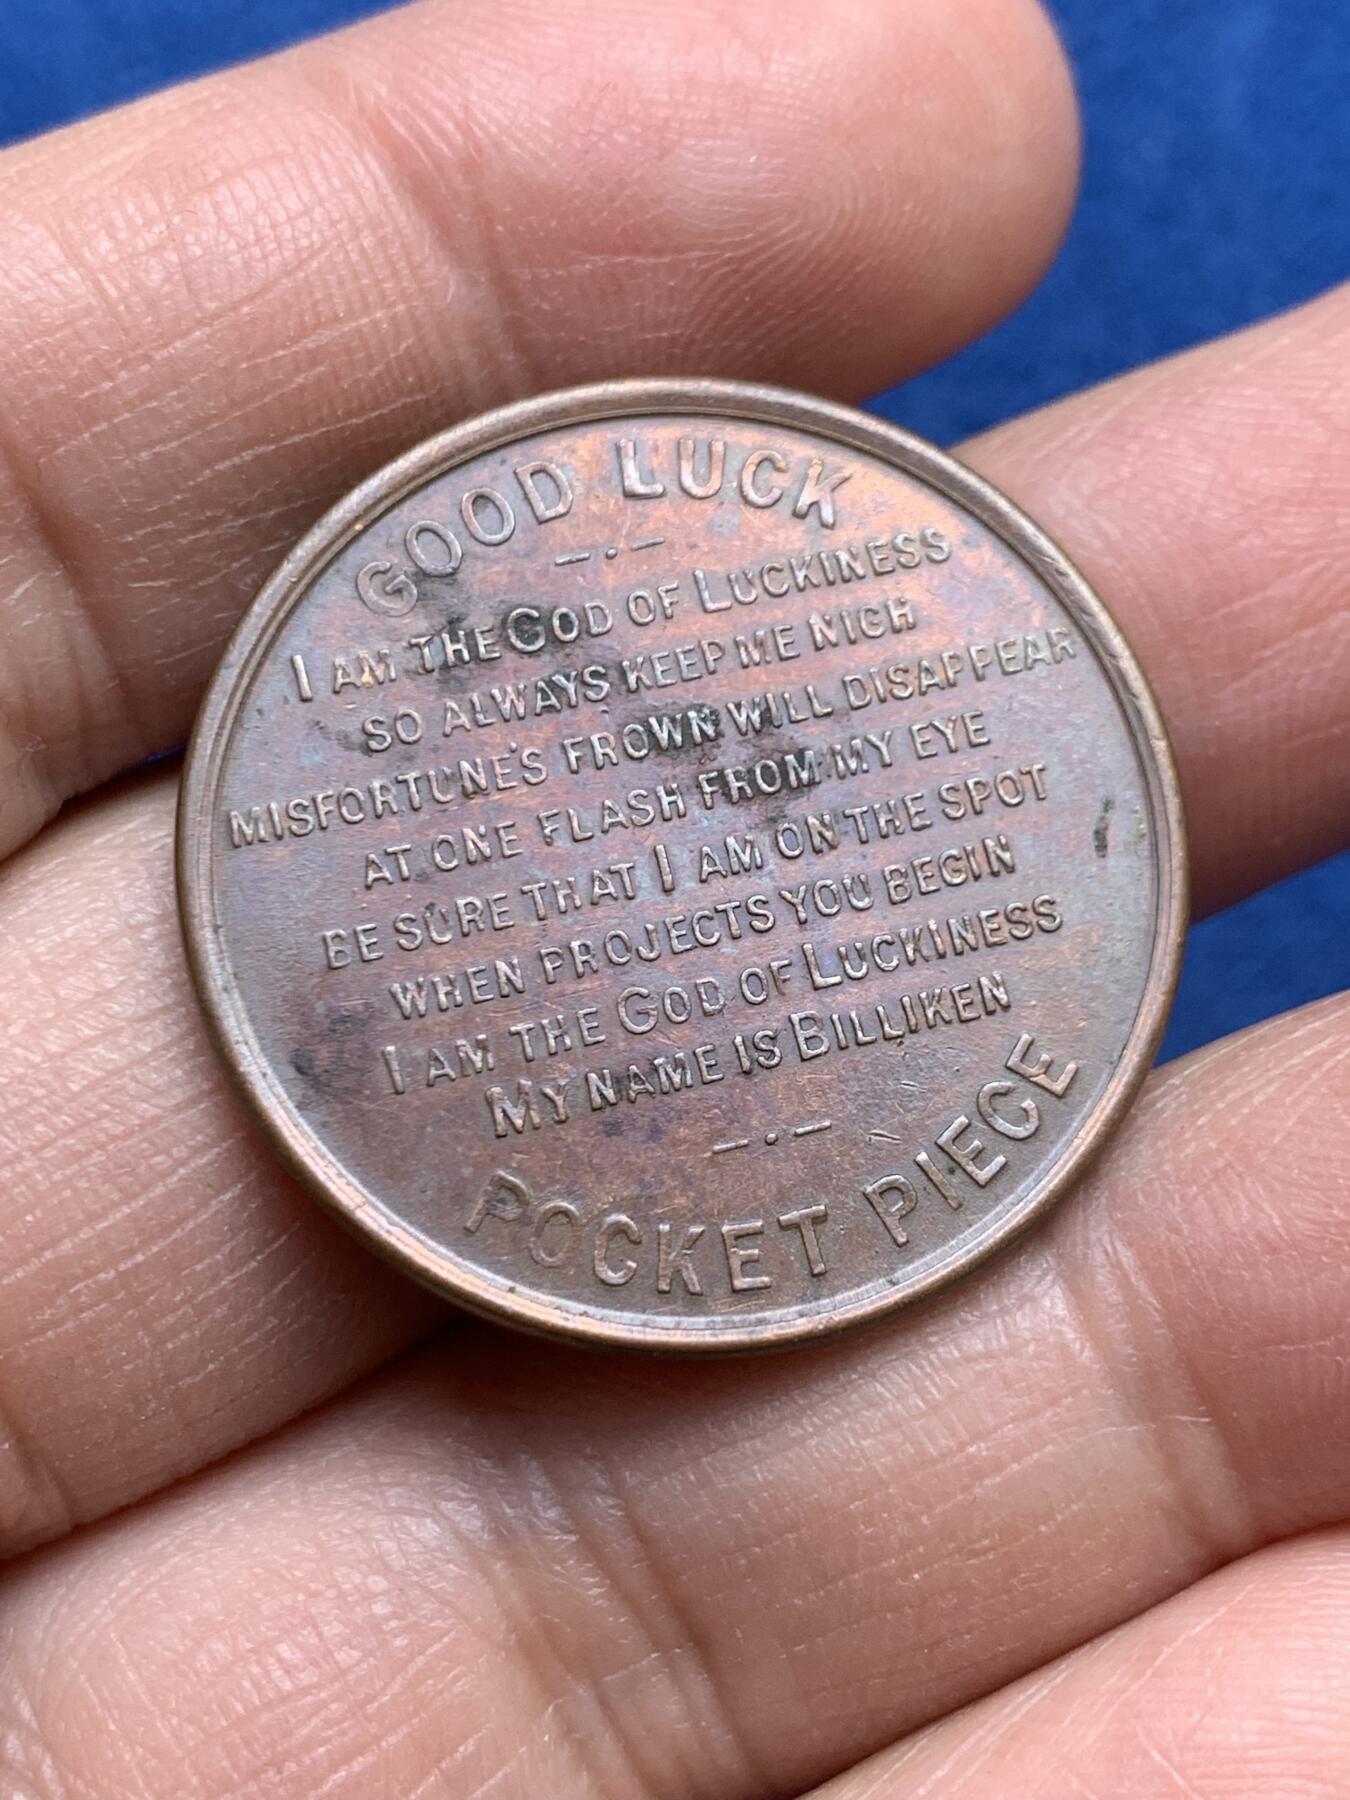 GOOD LUCK
I AM THE GOD OF LUCKINESS
SO ALWAYS KEEP ME NIGH
MISFORTUNE'S FROWN WILL DISAPPEAR
AT ONE FLASH FROM MY EYE
BE SURE THAT I AM ON THE SPOT
WHEN PROJECTS YOU BEGIN
I AM THE GOD OF LUCKINESS
MY NAME IS BILLIKEN
POCKET PIECE